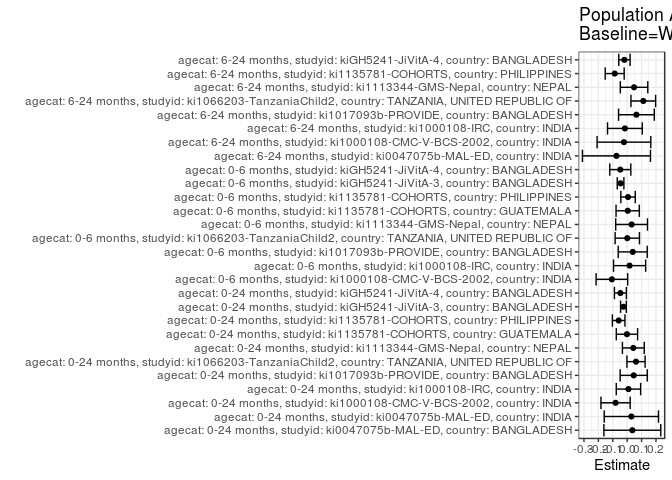 Population A
Baseline=W
agecat: 6-24 months, studyid: kiGH5241-JiVitA-4, country: BANGLADESH
agecat: 6-24 months, studyid: ki1135781-COHORTS, country: PHILIPPINES
agecat: 6-24 months, studyid: ki1113344-GMS-Nepal, country: NEPAL
agecat: 6-24 months, studyid: ki1066203-TanzaniaChild2, country: TANZANIA, UNITED REPUBLIC OF
agecat: 6-24 months, studyid: ki1017093b-PROVIDE, country: BANGLADESH
agecat: 6-24 months, studyid: ki1000108-IRC, country: INDIA
agecat: 6-24 months, studyid: ki1000108-CMC-V-BCS-2002, country: INDIA
agecat: 6-24 months, studyid: ki0047075b-MAL-ED, country: INDIA
agecat: 0-6 months, studyid: kiGH5241-JiVitA-4, country: BANGLADESH
agecat: 0-6 months, studyid: kiGH5241-JiVitA-3, country: BANGLADESH
agecat: 0-6 months, studyid: ki1135781-COHORTS, country: PHILIPPINES
agecat: 0-6 months, studyid: ki1135781-COHORTS, country: GUATEMALA
agecat: 0-6 months, studyid: ki1113344-GMS-Nepal, country: NEPAL
agecat: 0-6 months, studyid: ki1066203-TanzaniaChild2, country: TANZANIA, UNITED REPUBLIC OF
agecat: 0-6 months, studyid: ki1017093b-PROVIDE, country: BANGLADESH
agecat: 0-6 months, studyid: ki1000108-IRC, country: INDIA
agecat: 0-6 months, studyid: ki1000108-CMC-V-BCS-2002, country: INDIA
agecat: 0-24 months, studyid: kiGH5241-JiVitA-4, country: BANGLADESH
agecat: 0-24 months, studyid: kiGH5241-JiVitA-3, country: BANGLADESH
agecat: 0-24 months, studyid: ki1135781-COHORTS, country: PHILIPPINES
agecat: 0-24 months, studyid: ki1135781-COHORTS, country: GUATEMALA
agecat: 0-24 months, studyid: ki1113344-GMS-Nepal, country: NEPAL
agecat: 0-24 months, studyid: ki1066203-TanzaniaChild2, country: TANZANIA, UNITED REPUBLIC OF
agecat: 0-24 months, studyid: ki1017093b-PROVIDE, country: BANGLADESH
agecat: 0-24 months, studyid: ki1000108-IRC, country: INDIA
agecat: 0-24 months, studyid: ki1000108-CMC-V-BCS-2002, country: INDIA
agecat: 0-24 months, studyid: ki0047075b-MAL-ED, country: INDIA
agecat: 0-24 months, studyid: ki0047075b-MAL-ED, country: BANGLADESH
-0.3 -0.2 -0.1 0.0 0.1 0.2
Estimate